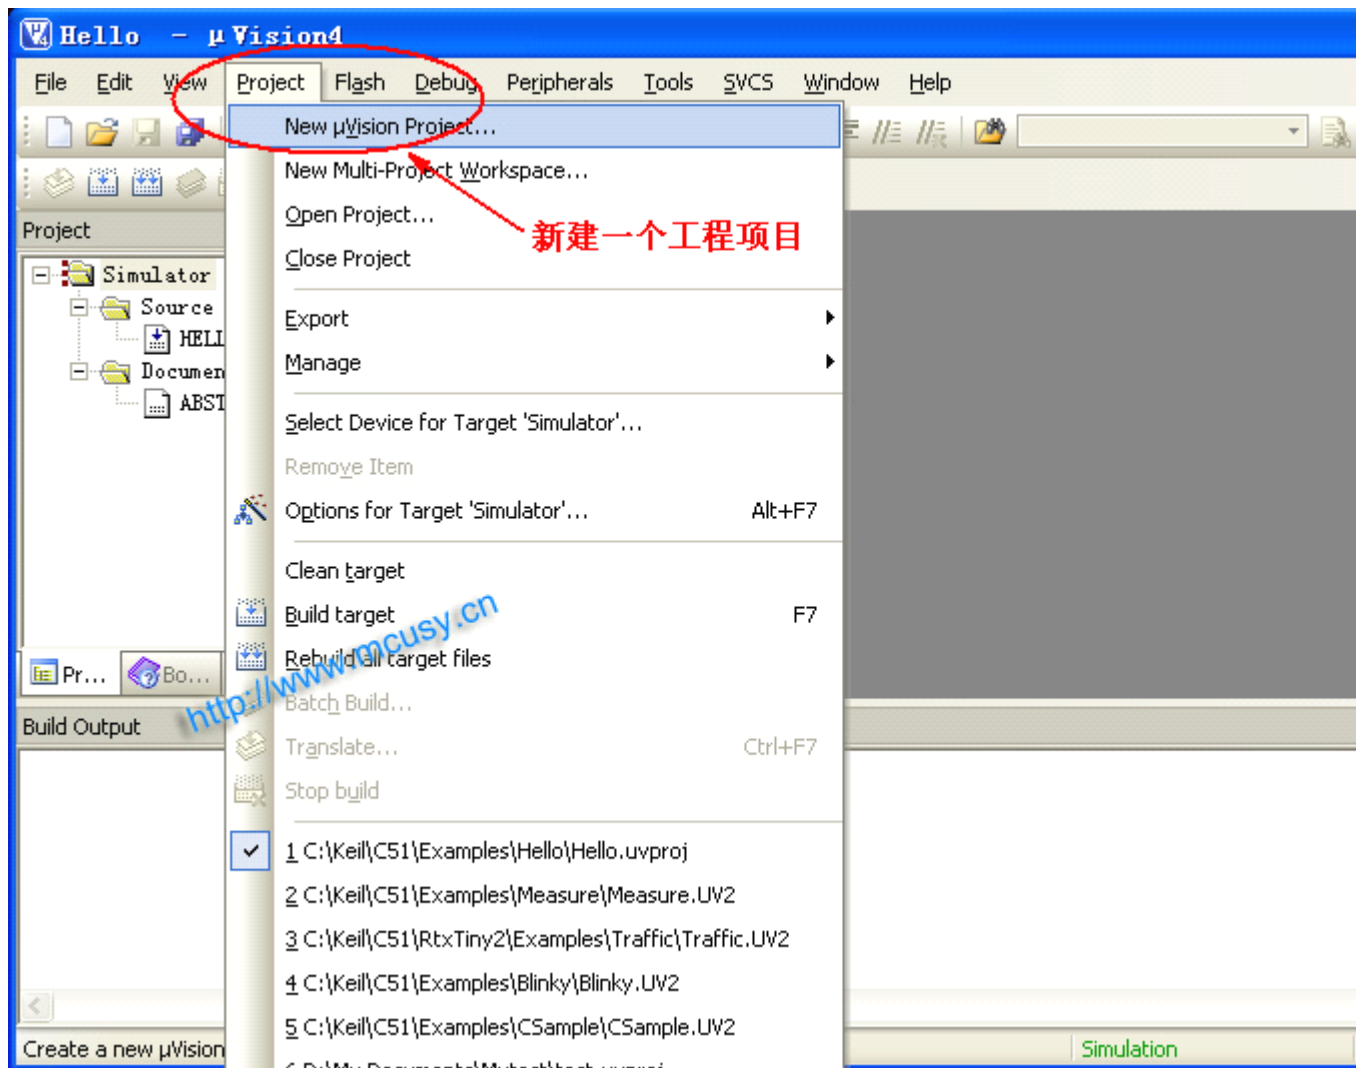 Hello - µVision4
File Edit View Project Flash Debug Peripherals Tools SVCS Window Help
New µVision Project...
New Multi-Project Workspace...
Open Project...
新建一个工程项目
Close Project
Export
Manage
Select Device for Target 'Simulator'...
Remove Item
Options for Target 'Simulator'... Alt+F7
Clean target
Build target F7
Rebuild all target files
Batch Build...
Translate... Ctrl+F7
Stop build
1 C:\Keil\C51\Examples\Hello\Hello.uvproj
2 C:\Keil\C51\Examples\Measure\Measure.UV2
3 C:\Keil\C51\RtxTiny2\Examples\Traffic\Traffic.UV2
4 C:\Keil\C51\Examples\Blinky\Blinky.UV2
5 C:\Keil\C51\Examples\CSample\CSample.UV2
Project
Simulator
Source
HELL
Documen
ABST
Pr... Bo...
http://www.mcusy.cn
Build Output
Create a new µVision
Simulation